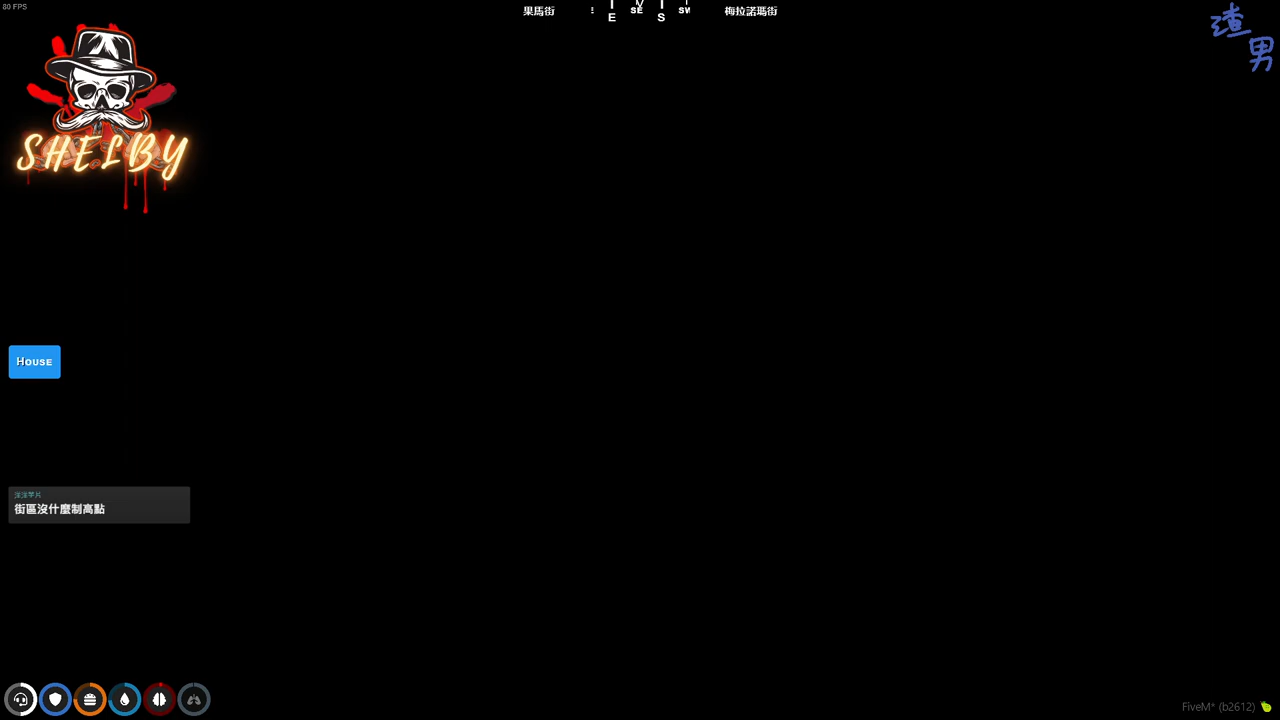 80 FPS
果馬街
SE
SW
梅拉諾瑪街
E
S
渣男
SHELBY
House
街區沒什麼制高點
FiveM* (b2612)